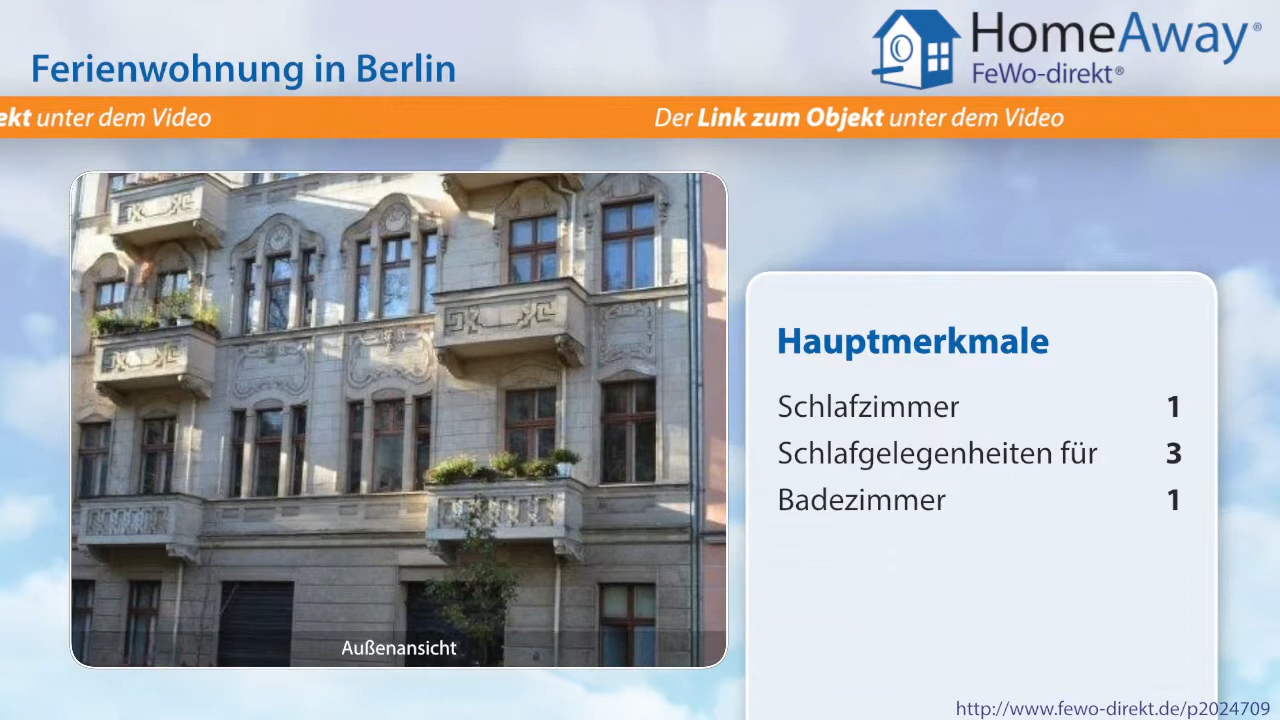 Ferienwohnung in Berlin
HomeAway®
FeWo-direkt®
ekt unter dem Video
Der Link zum Objekt unter dem Video
Hauptmerkmale
Schlafzimmer 1
Schlafgelegenheiten für 3
Badezimmer 1
Außenansicht
http://www.fewo-direkt.de/p2024709